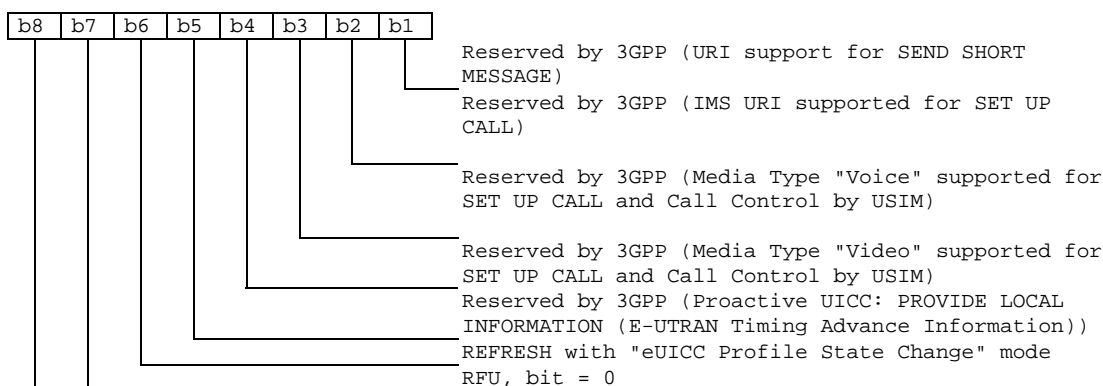 b8 b7 b6 b5 b4 b3 b2 b1
Reserved by 3GPP (URI support for SEND SHORT
MESSAGE)
Reserved by 3GPP (IMS URI supported for SET UP
CALL)
Reserved by 3GPP (Media Type "Voice" supported for
SET UP CALL and Call Control by USIM)
Reserved by 3GPP (Media Type "Video" supported for
SET UP CALL and Call Control by USIM)
Reserved by 3GPP (Proactive UICC: PROVIDE LOCAL
INFORMATION (E-UTRAN Timing Advance Information))
REFRESH with "eUICC Profile State Change" mode
RFU, bit = 0